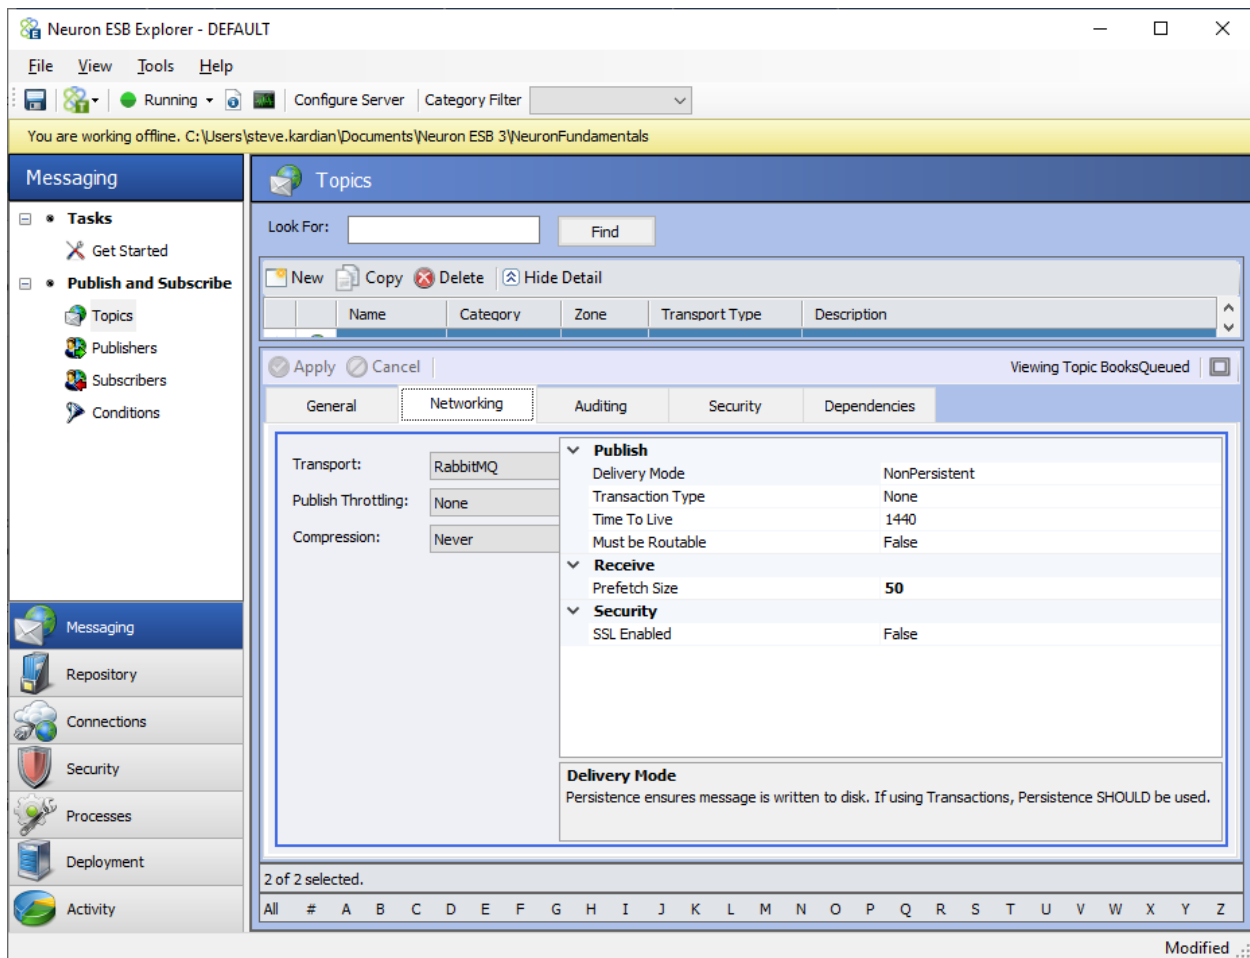 Neuron ESB Explorer - DEFAULT
File View Tools Help
Running Configure Server Category Filter
You are working offline. C:\Users\steve.kardian\Documents\Neuron ESB 3\NeuronFundamentals
Messaging
Tasks
Get Started
Publish and Subscribe
Topics
Publishers
Subscribers
Conditions
Messaging
Repository
Connections
Security
Processes
Deployment
Activity
Topics
Look For: Find
New Copy Delete Hide Detail
Name Category Zone Transport Type Description
Apply Cancel Viewing Topic BooksQueued
General Networking Auditing Security Dependencies
Transport: RabbitMQ
Publish Throttling: None
Compression: Never
Publish
Delivery Mode NonPersistent
Transaction Type None
Time To Live 1440
Must be Routable False
Receive
Prefetch Size 50
Security
SSL Enabled False
Delivery Mode
Persistence ensures message is written to disk. If using Transactions, Persistence SHOULD be used.
2 of 2 selected.
All # A B C D E F G H I J K L M N O P Q R S T U V W X Y Z
Modified